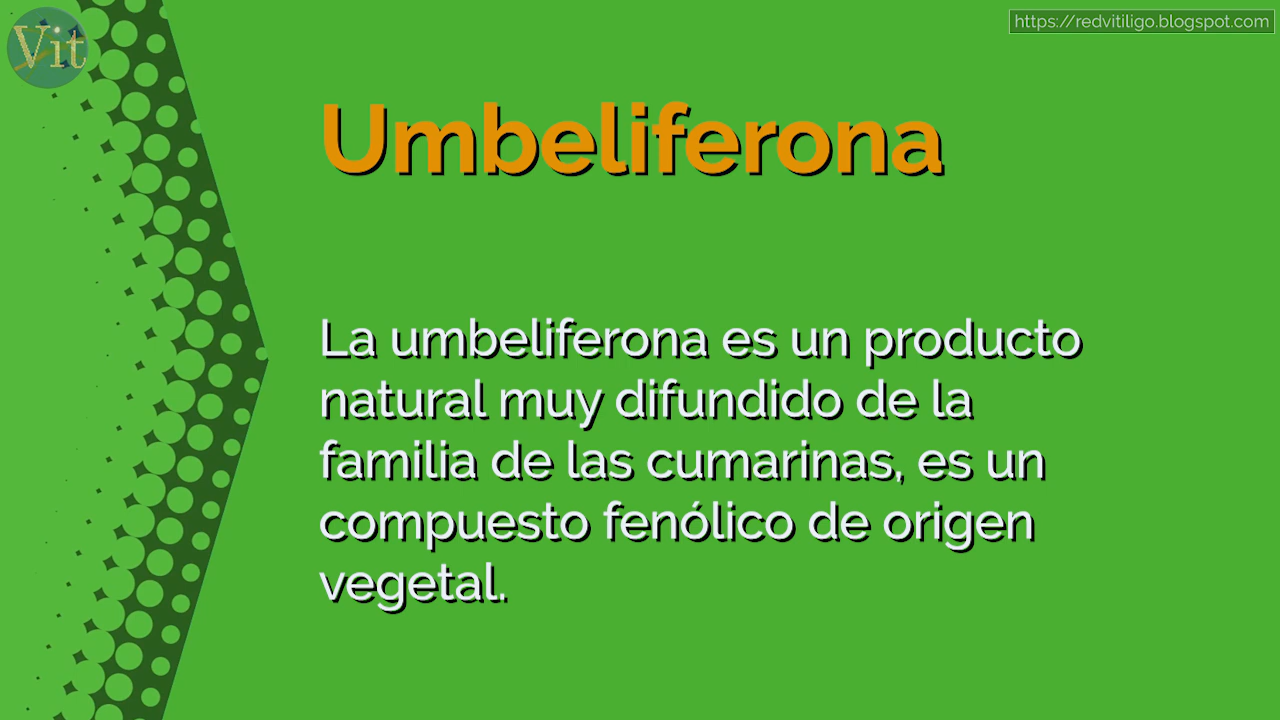 Vit
https://redvitiligo.blogspot.com
Umbeliferona
La umbeliferona es un producto
natural muy difundido de la
familia de las cumarinas, es un
compuesto fenólico de origen
vegetal.